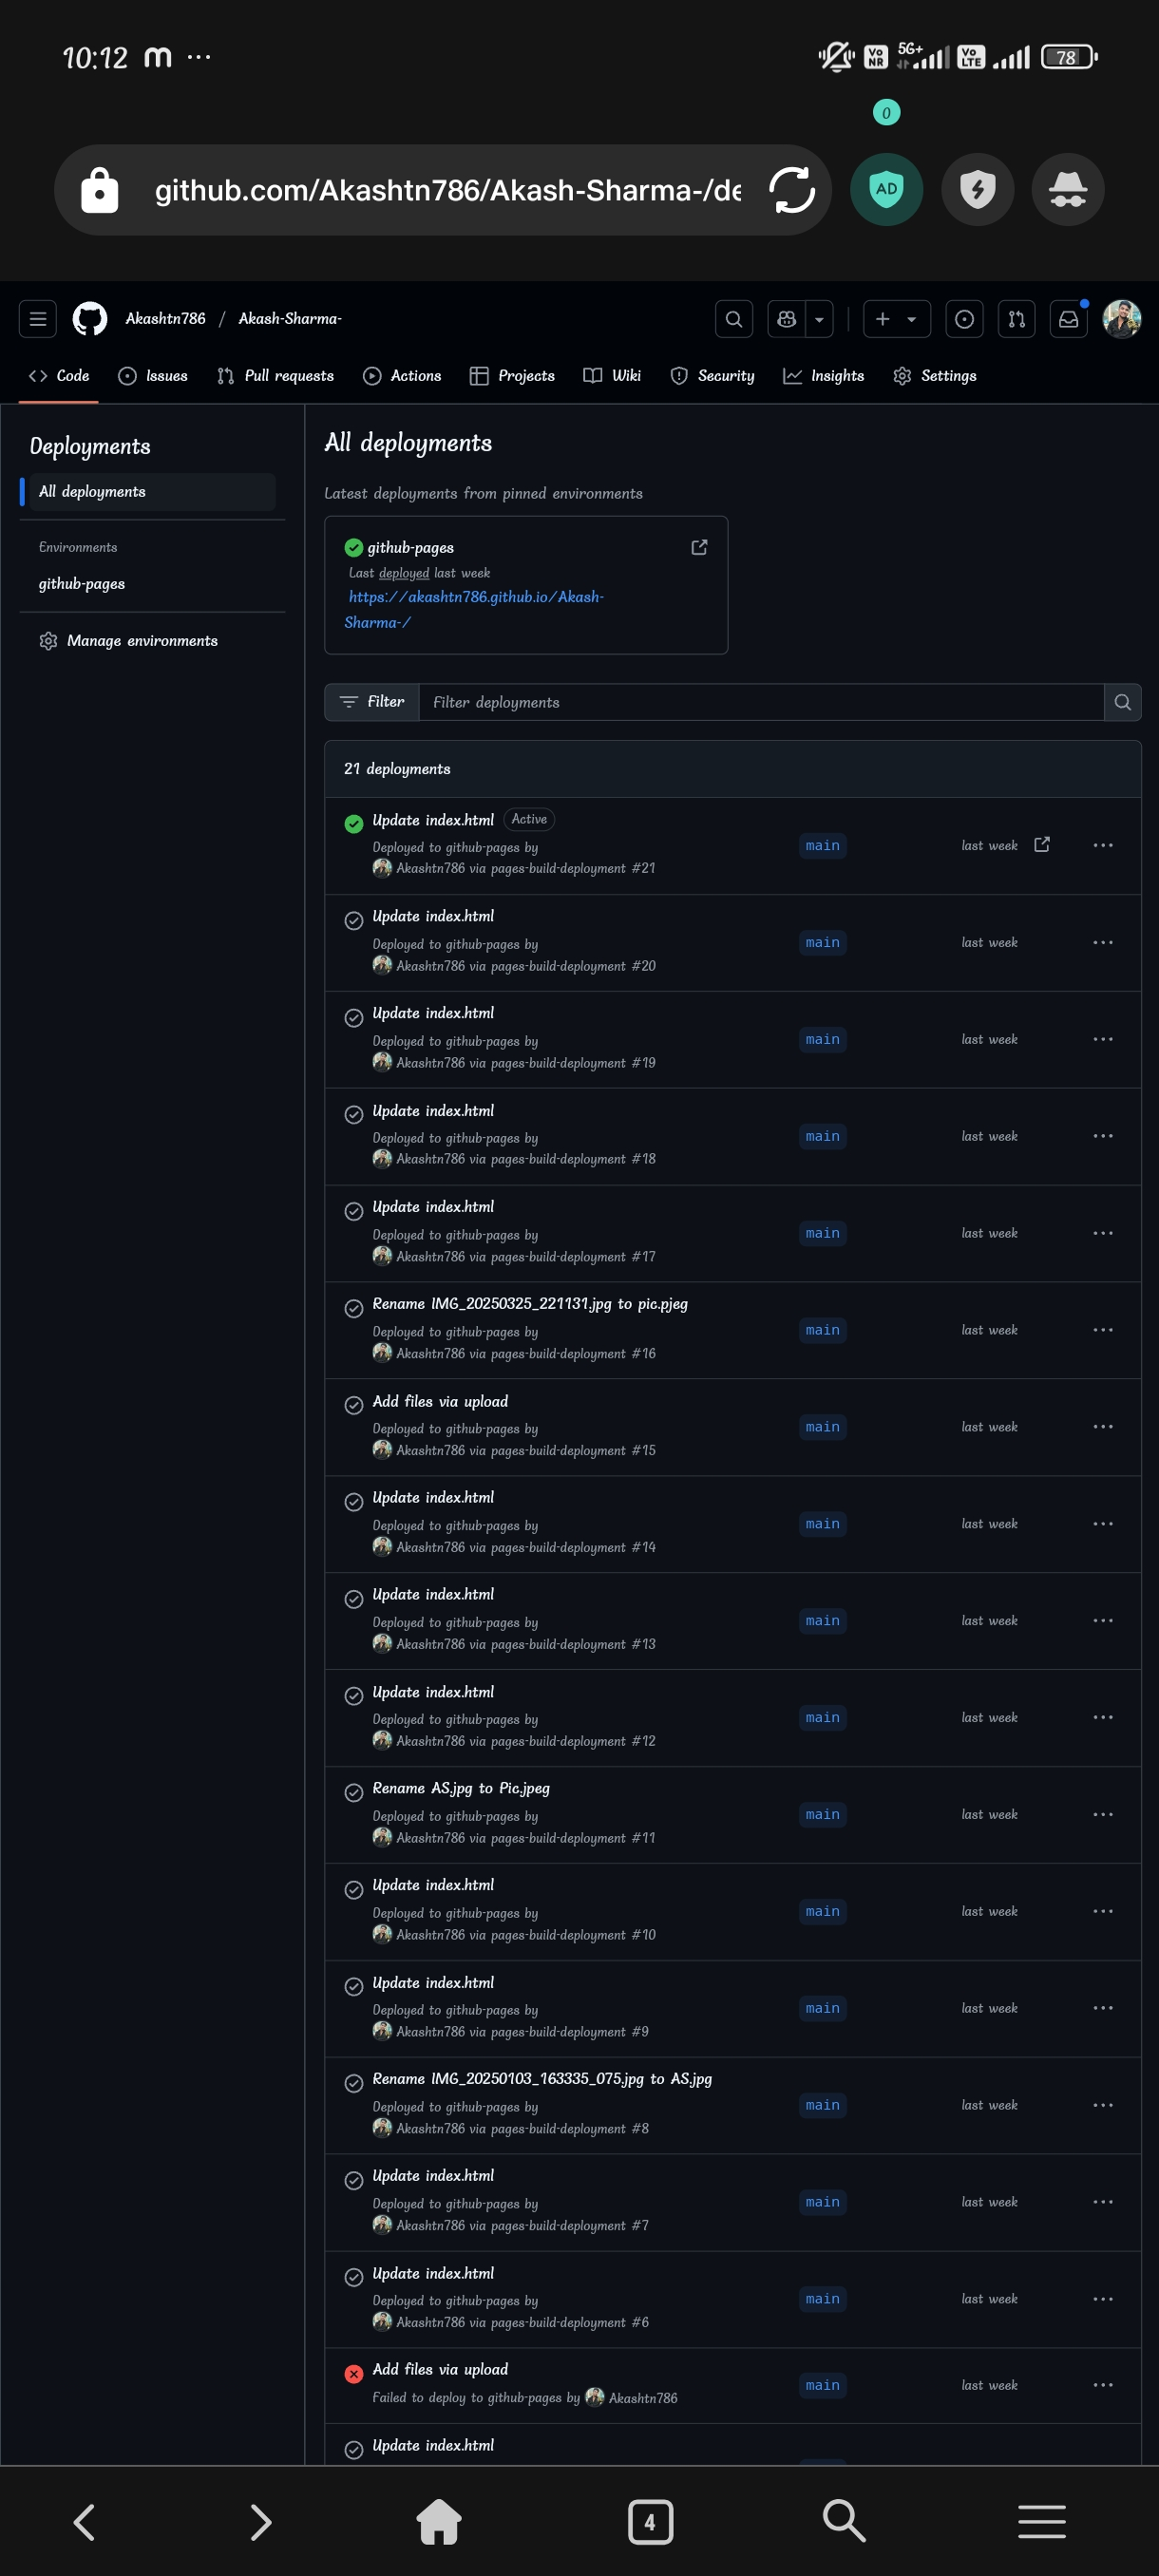 10:12 m ...
Vo NR 5G+ Vo LTE 78
0
github.com/Akashtn786/Akash-Sharma-/de
AD
Akashtn786 / Akash-Sharma-
Code Issues Pull requests Actions Projects Wiki Security Insights Settings
Deployments
All deployments
Environments
github-pages
Manage environments
All deployments
Latest deployments from pinned environments
github-pages
Last deployed last week
https://akashtn786.github.io/Akash-
Sharma-/
Filter Filter deployments
21 deployments
Update index.html Active
Deployed to github-pages by
Akashtn786 via pages-build-deployment #21
main last week
Update index.html
Deployed to github-pages by
Akashtn786 via pages-build-deployment #20
main last week
Update index.html
Deployed to github-pages by
Akashtn786 via pages-build-deployment #19
main last week
Update index.html
Deployed to github-pages by
Akashtn786 via pages-build-deployment #18
main last week
Update index.html
Deployed to github-pages by
Akashtn786 via pages-build-deployment #17
main last week
Rename IMG_20250325_221131.jpg to pic.pjeg
Deployed to github-pages by
Akashtn786 via pages-build-deployment #16
main last week
Add files via upload
Deployed to github-pages by
Akashtn786 via pages-build-deployment #15
main last week
Update index.html
Deployed to github-pages by
Akashtn786 via pages-build-deployment #14
main last week
Update index.html
Deployed to github-pages by
Akashtn786 via pages-build-deployment #13
main last week
Update index.html
Deployed to github-pages by
Akashtn786 via pages-build-deployment #12
main last week
Rename AS.jpg to Pic.jpeg
Deployed to github-pages by
Akashtn786 via pages-build-deployment #11
main last week
Update index.html
Deployed to github-pages by
Akashtn786 via pages-build-deployment #10
main last week
Update index.html
Deployed to github-pages by
Akashtn786 via pages-build-deployment #9
main last week
Rename IMG_20250103_163335_075.jpg to AS.jpg
Deployed to github-pages by
Akashtn786 via pages-build-deployment #8
main last week
Update index.html
Deployed to github-pages by
Akashtn786 via pages-build-deployment #7
main last week
Update index.html
Deployed to github-pages by
Akashtn786 via pages-build-deployment #6
main last week
Add files via upload
Failed to deploy to github-pages by Akashtn786
main last week
Update index.html
4